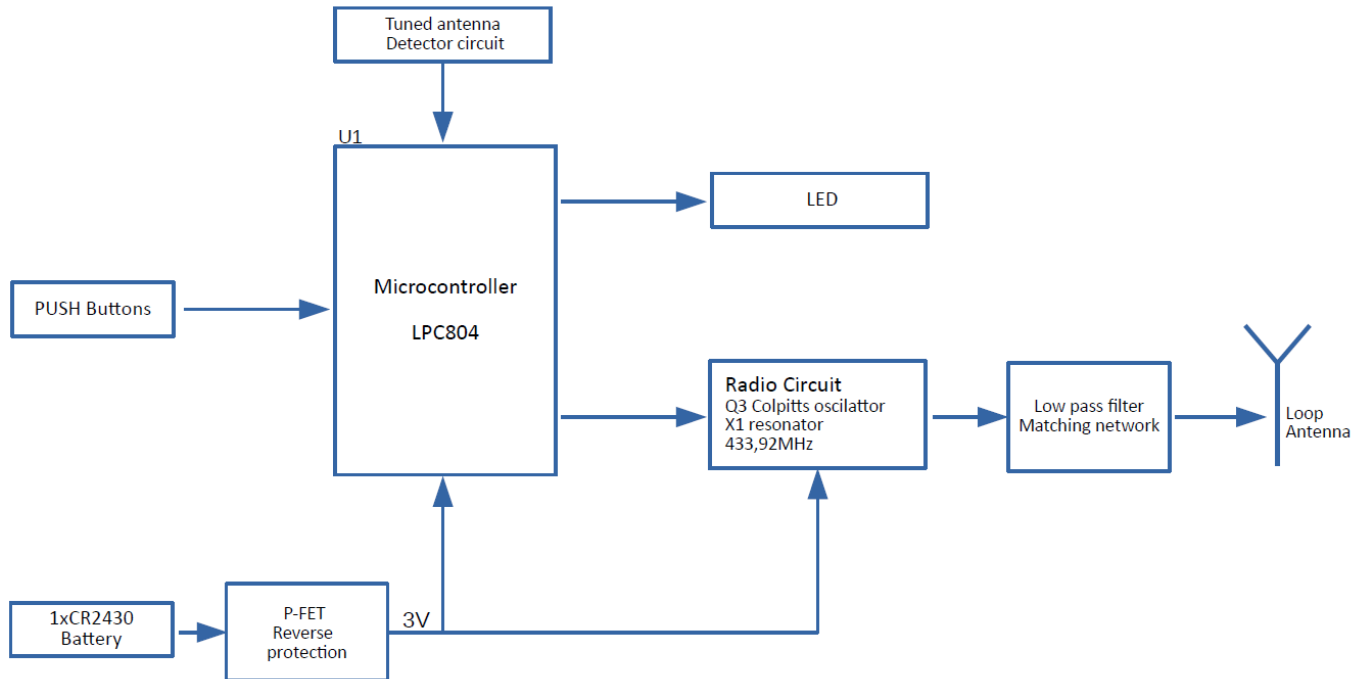 Tuned antenna
Detector circuit
U1
LED
Microcontroller
LPC804
PUSH Buttons
Radio Circuit
Q3 Colpitts oscilattor
X1 resonator
433,92MHz
Low pass filter
Matching network
Loop
Antenna
1xCR2430
Battery
P-FET
Reverse
protection
3V